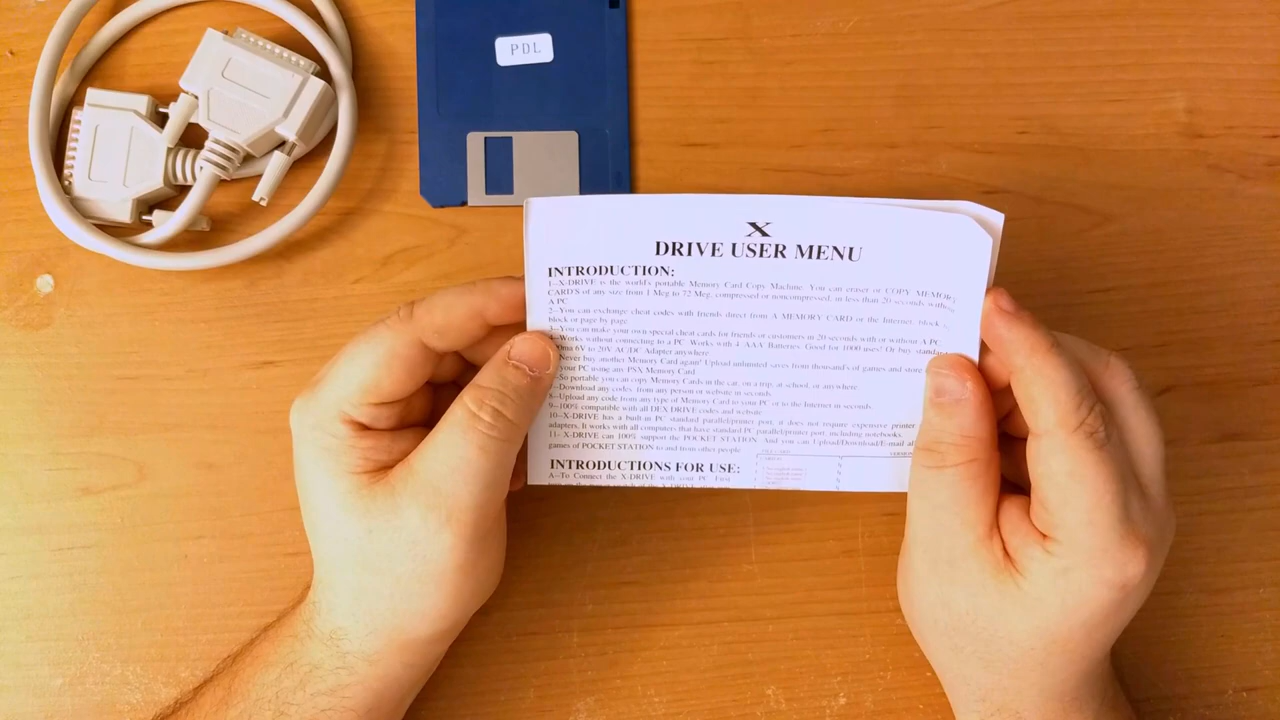 PDL
X
DRIVE USER MENU
INTRODUCTION:
1--X-DRIVE is the world's portable Memory Card Copy Machine. You can eraser or COPY MEMORY
CARD'S of any size from 1 Meg to 72 Meg, compressed or noncompressed, in less than 20 seconds without
A PC
2--You can exchange cheat codes with friends direct from A MEMORY CARD or the Internet, block
block or page by page
3--You can make your own special cheat cards for friends or customers in 20 seconds with or without A PC
Works without connecting to a PC. Works with 4 AAA Batteries. Good for 1000 uses! Or buy standard
6V to 20V AC/DC Adapter anywhere
Never buy another Memory Card again! Upload unlimited saves from thousand's of games and store
your PC using any PSX Memory Card
So portable you can copy Memory Cards in the car, on a trip, at school, or anywhere.
Download any codes from any person or website in seconds
8--Upload any code from any type of Memory Card to your PC or to the Internet in seconds.
9--100% compatible with all DEX DRIVE codes and website
10--X-DRIVE has a built in PC standard parallel/printer port, it does not require expensive printer
adapters. It works with all computers that have standard PC parallel/printer port, including notebooks.
11--X-DRIVE can 100% support the POCKET STATION. And you can Upload/Download/E-mail all
games of POCKET STATION to and from other people
INTRODUCTIONS FOR USE:
A--To Connect the X-DRIVE with your PC. First